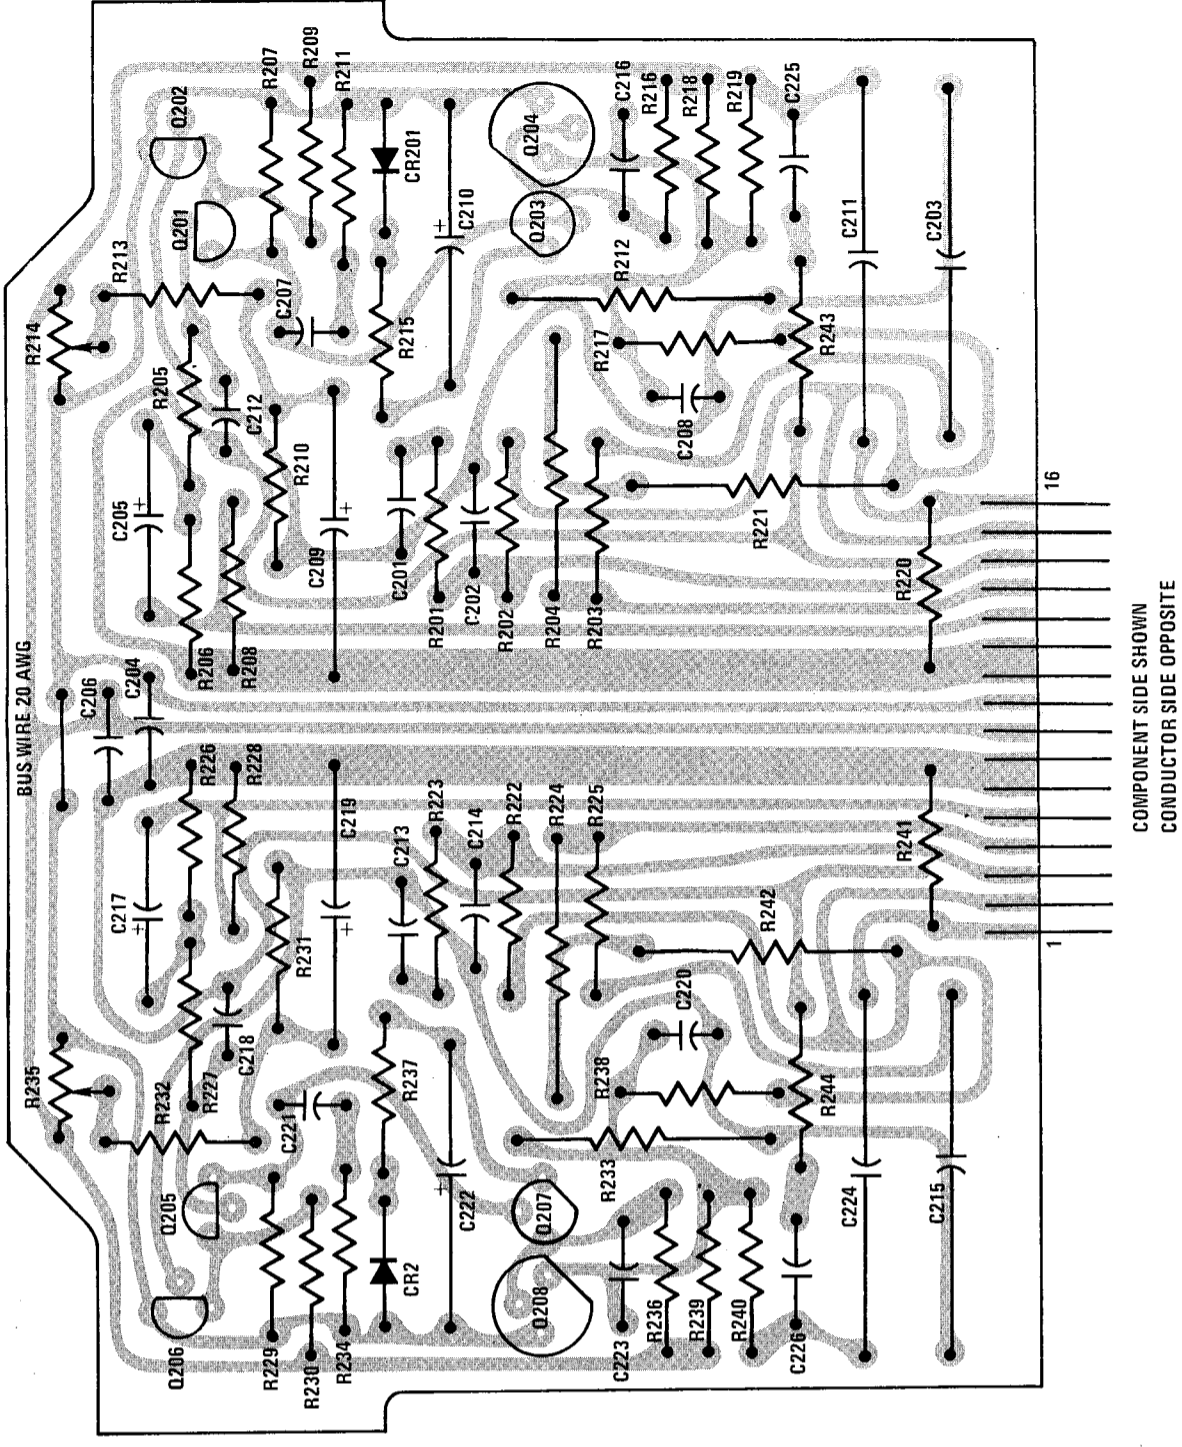 BUS WIRE 20 AWG
R214
R213
Q201
Q202
R207
R209
R211
CR201
C210
Q204
Q203
C216
R216
R218
R219
C225
C211
C203
R212
R217
R243
C207
R215
R205
C212
R210
C205
C209
C208
R221
C201
R201
C202
R202
R204
R203
R220
16
R206
R208
C204
C206
R226
R228
C219
C217
R223
C213
C214
R222
R224
R225
R241
R242
1
R231
C218
R227
R232
R235
C221
R237
C220
R238
R244
R233
Q205
Q206
R229
R230
R234
CR2
C222
Q207
Q208
C223
R236
R239
R240
C226
C224
C215
+
+
+
+
+
+
COMPONENT SIDE SHOWN
CONDUCTOR SIDE OPPOSITE